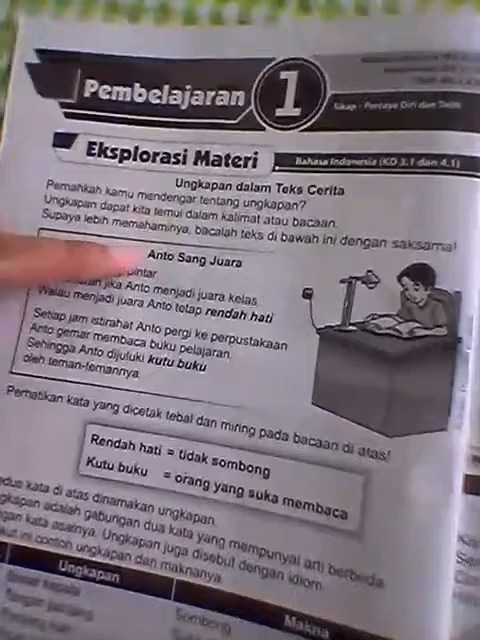 Pembelajaran 1
Sikap : Percaya Diri dan
Eksplorasi Materi
Bahasa Indonesia (KD 3.1 dan 4.1)
Ungkapan dalam Teks Cerita
Pernahkah kamu mendengar tentang ungkapan?
Ungkapan dapat kita temui dalam kalimat atau bacaan.
Supaya lebih memahaminya, bacalah teks di bawah ini dengan saksama!
Anto Sang Juara
pintar
jika Anto menjadi juara kelas
Walau menjadi juara Anto tetap rendah hati
Setiap jam istirahat Anto pergi ke perpustakaan
Anto gemar membaca buku pelajaran.
Sehingga Anto dijuluki kutu buku
oleh teman-temannya
Perhatikan kata yang dicetak tebal dan miring pada bacaan di atas!
Rendah hati = tidak sombong
Kutu buku = orang yang suka membaca
kata di atas dinamakan ungkapan.
adalah gabungan dua kata yang mempunyai arti berbeda
kata asalnya. Ungkapan juga disebut dengan idiom.
ini contoh ungkapan dan maknanya.
Ungkapan
Makna
Sombong